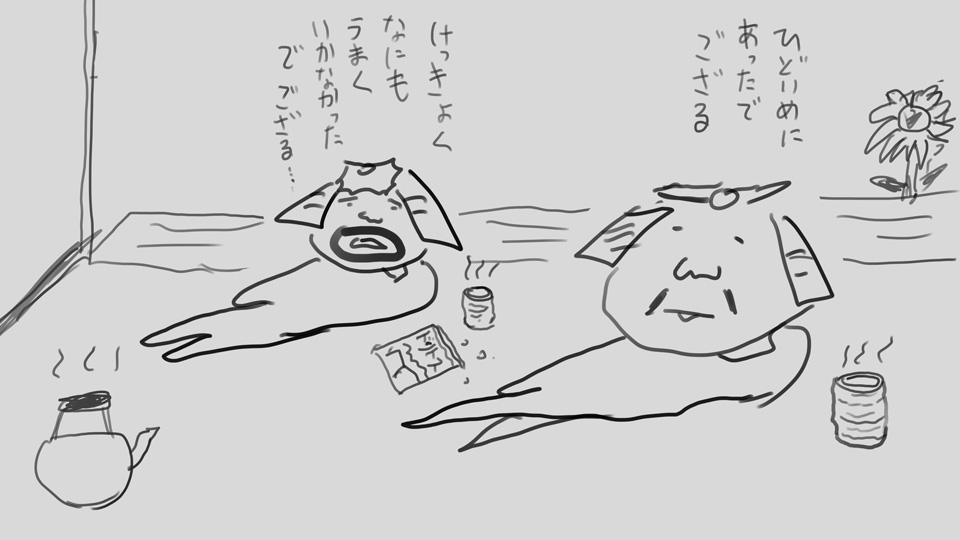 ひどいめに
あったで
ござる
けっきょく
なにも
うまく
いかなかった
で ござる…